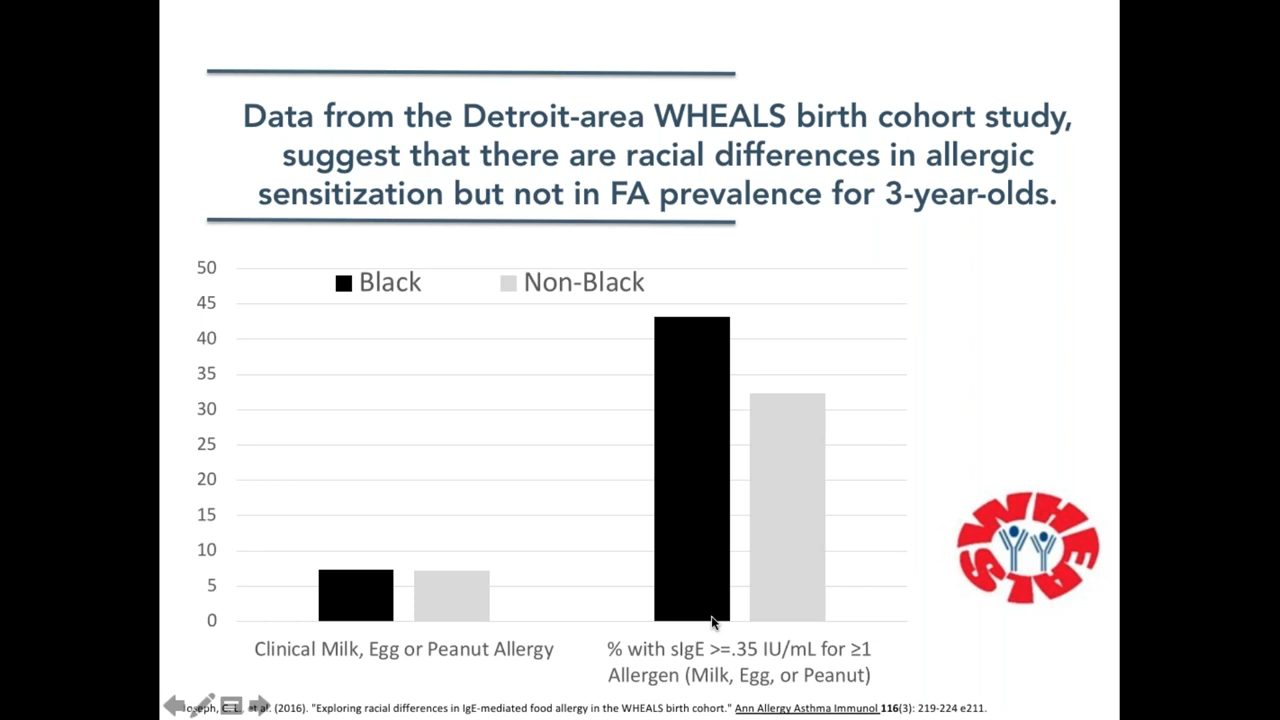 Data from the Detroit-area WHEALS birth cohort study,
suggest that there are racial differences in allergic
sensitization but not in FA prevalence for 3-year-olds.
50
Black
Non-Black
45
40
35
30
25
20
15
10
5
0
WHEALS
Clinical Milk, Egg or Peanut Allergy
% with sIgE >=.35 IU/mL for ≥1
Allergen (Milk, Egg, or Peanut)
et al. (2016). "Exploring racial differences in IgE-mediated food allergy in the WHEALS birth cohort." Ann Allergy Asthma Immunol 116(3): 219-224 e211.